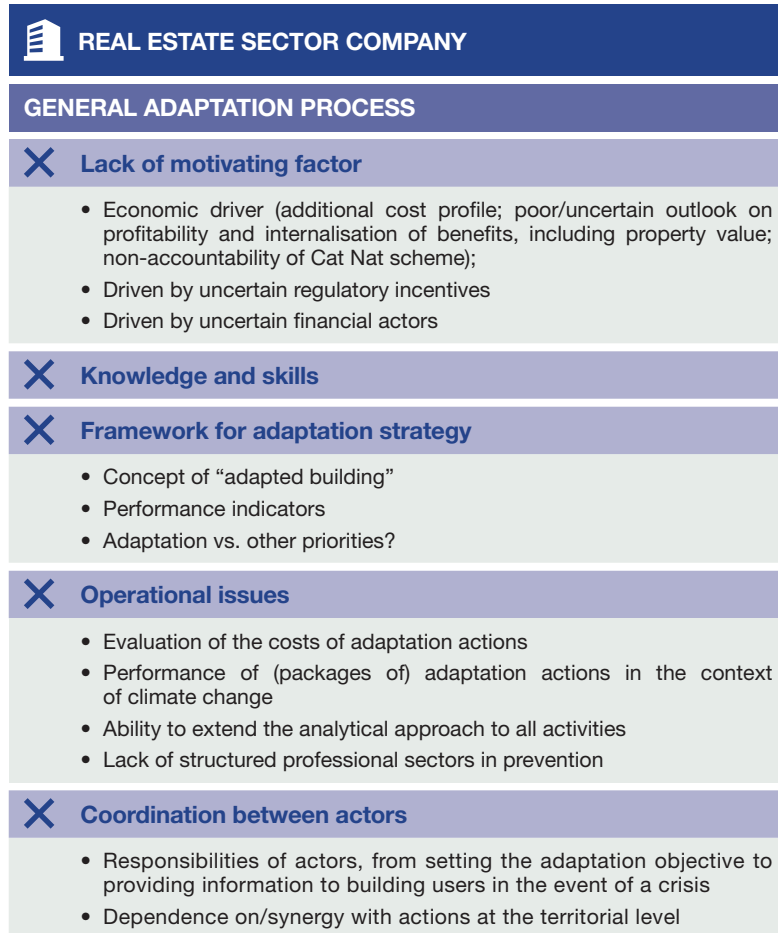 REAL ESTATE SECTOR COMPANY
GENERAL ADAPTATION PROCESS
Lack of motivating factor
• Economic driver (additional cost profile; poor/uncertain outlook on
profitability and internalisation of benefits, including property value;
non-accountability of Cat Nat scheme);
• Driven by uncertain regulatory incentives
• Driven by uncertain financial actors
Knowledge and skills
Framework for adaptation strategy
• Concept of “adapted building”
• Performance indicators
• Adaptation vs. other priorities?
Operational issues
• Evaluation of the costs of adaptation actions
• Performance of (packages of) adaptation actions in the context
of climate change
• Ability to extend the analytical approach to all activities
• Lack of structured professional sectors in prevention
Coordination between actors
• Responsibilities of actors, from setting the adaptation objective to
providing information to building users in the event of a crisis
• Dependence on/synergy with actions at the territorial level